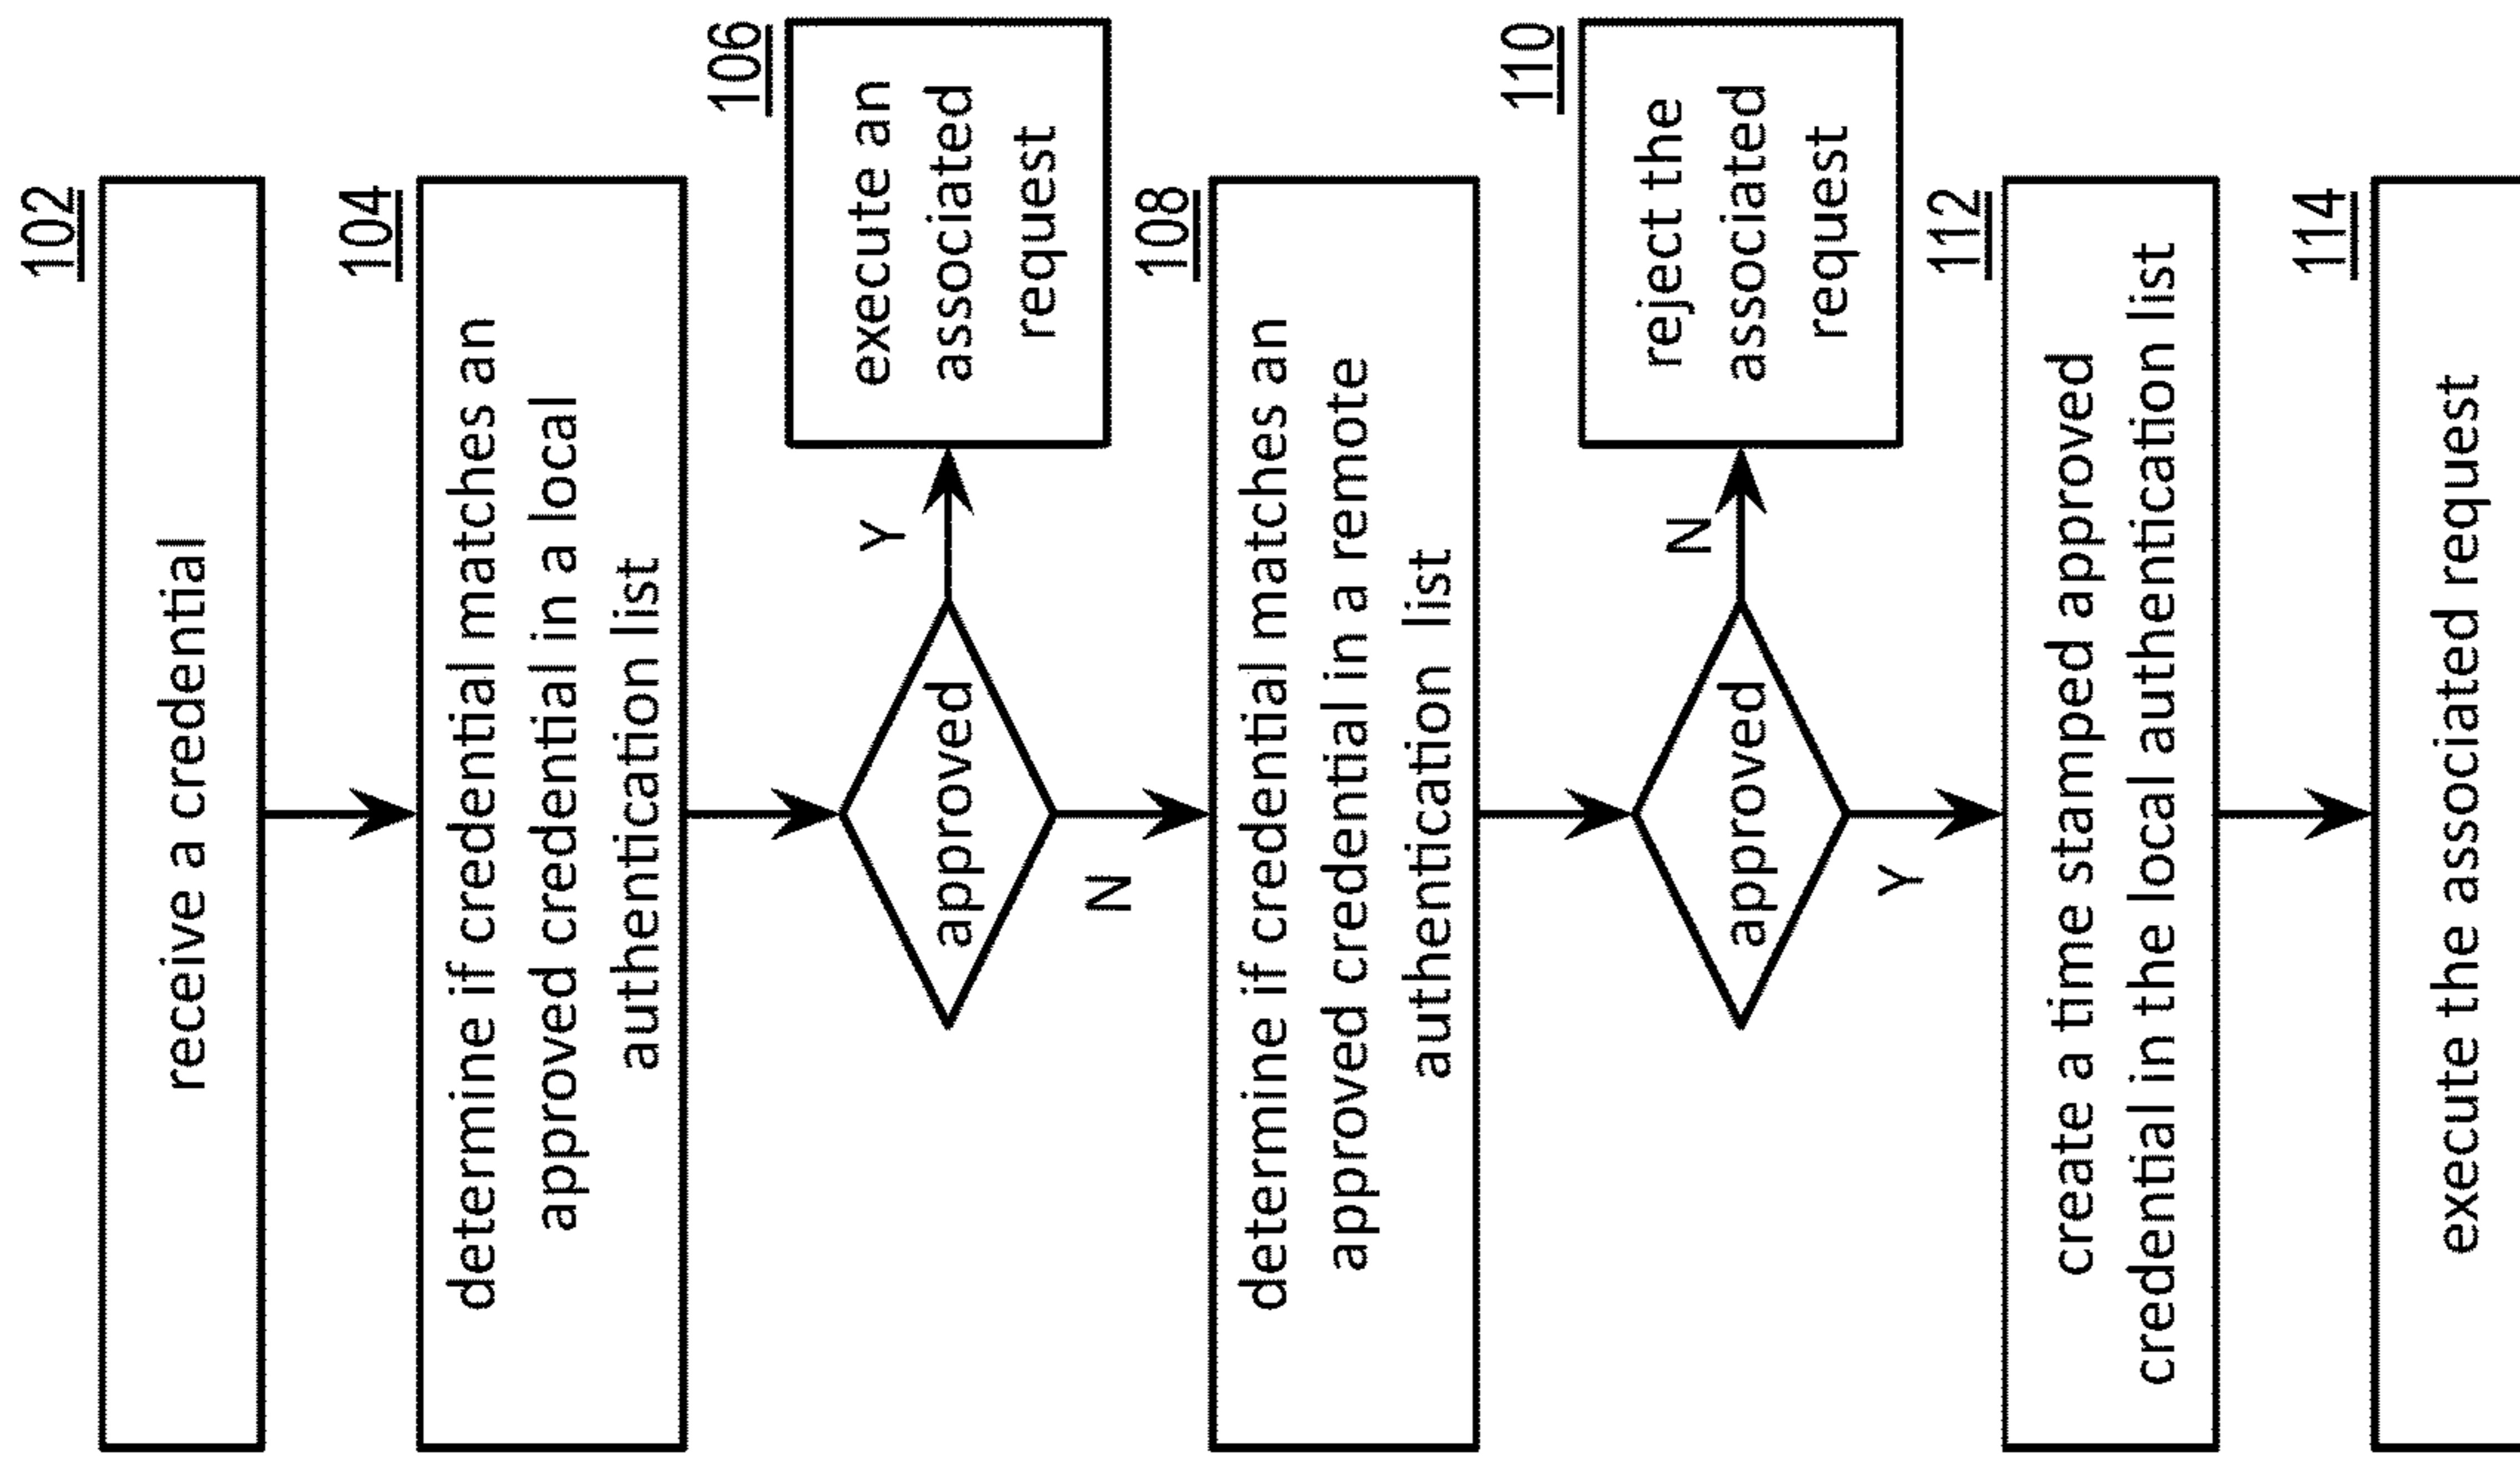 102
receive a credential
104
determine if credential matches an
approved credential in a local
authentication list
approved
Y
106
execute an
associated
request
N
108
determine if credential matches an
approved credential in a remote
authentication list
approved
N
110
reject the
associated
request
Y
112
create a time stamped approved
credential in the local authentication list
114
execute the associated request